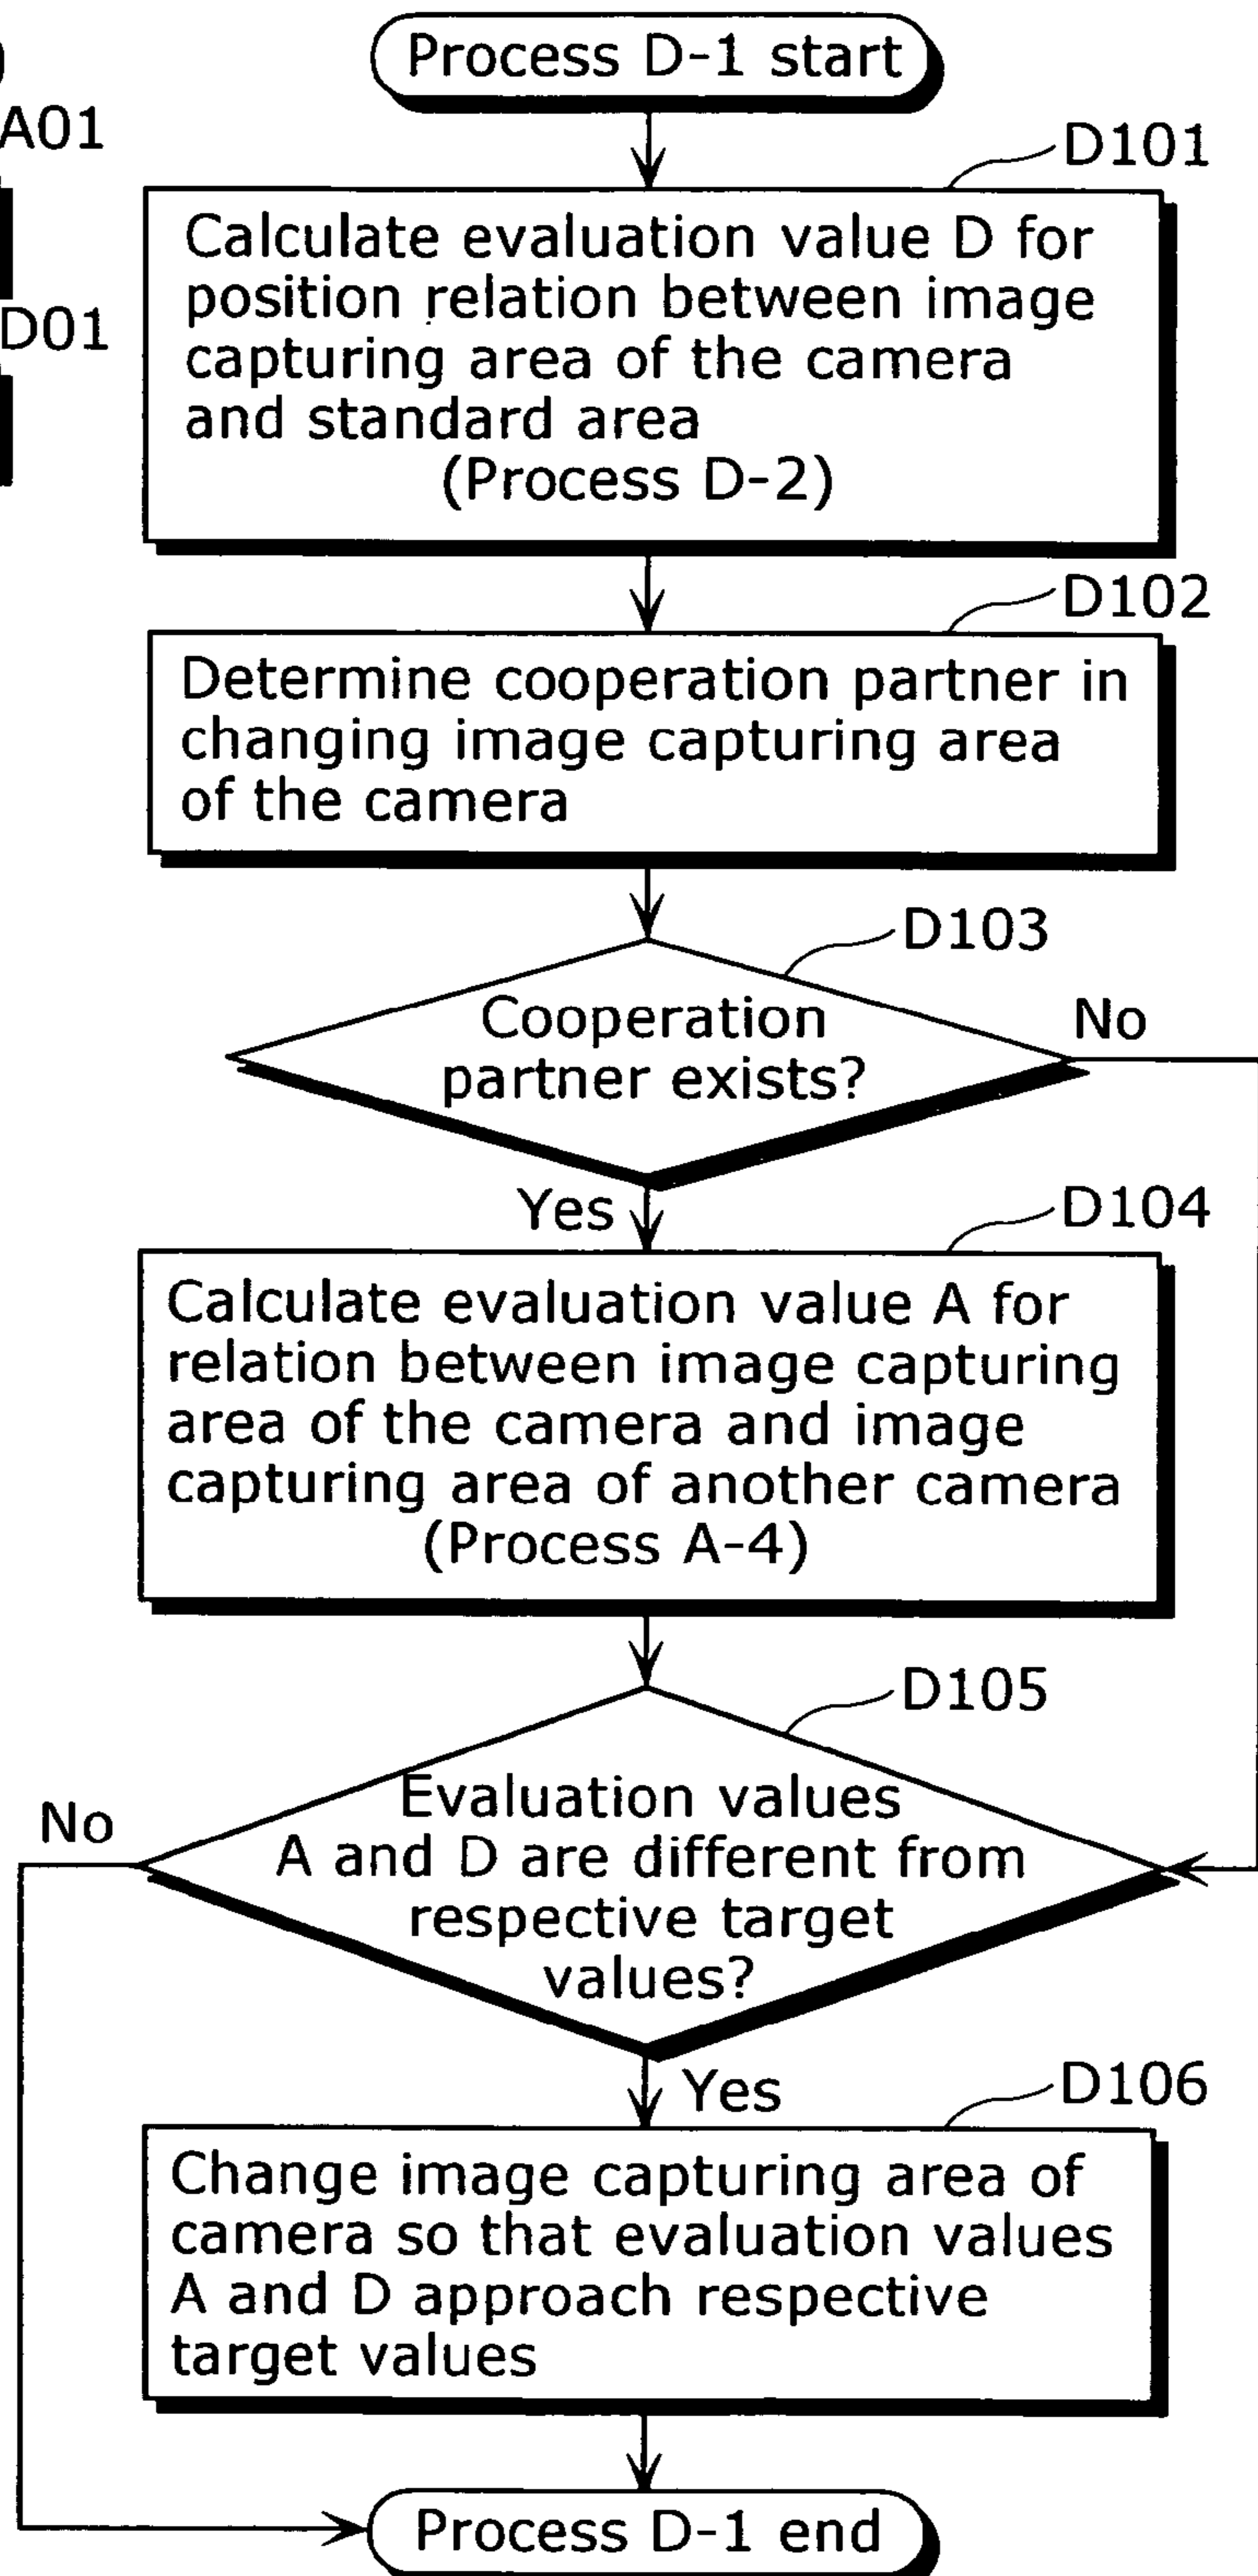 Process D-1 start
A01
D01
D101
Calculate evaluation value D for
position relation between image
capturing area of the camera
and standard area
(Process D-2)
D102
Determine cooperation partner in
changing image capturing area
of the camera
D103
Cooperation
partner exists?
No
Yes
D104
Calculate evaluation value A for
relation between image capturing
area of the camera and image
capturing area of another camera
(Process A-4)
D105
Evaluation values
A and D are different from
respective target
values?
No
Yes
D106
Change image capturing area of
camera so that evaluation values
A and D approach respective
target values
Process D-1 end